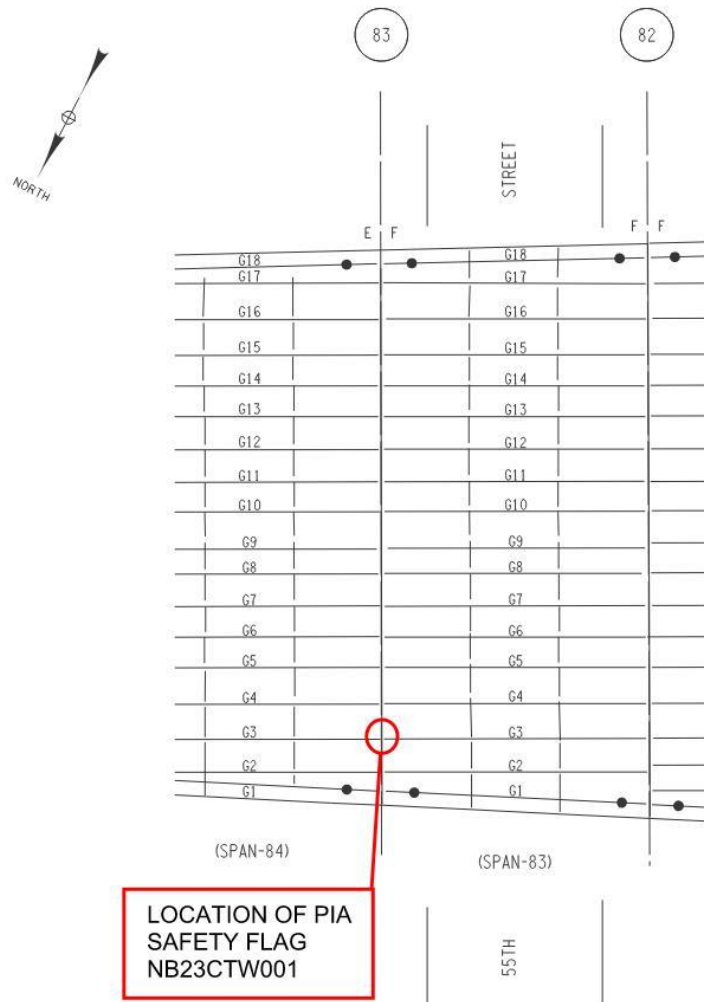 83 82
NORTH
STREET
E F F F
G18 G18
G17
G16 G16
G15 G15
G14 G14
G13 G13
G12 G12
G11 G11
G10 G10
G9 G9
G8 G8
G7 G7
G6 G6
G5 G5
G4 G4
G3 G3
G2 G2
G1 G1
(SPAN-84) (SPAN-83)
LOCATION OF PIA
SAFETY FLAG
NB23CTW001
55TH